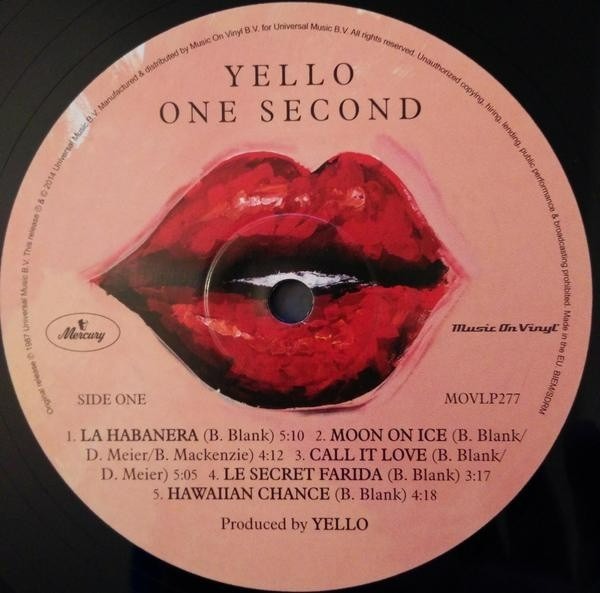 YELLO
ONE SECOND
Original release ℗ 1987 Universal Music B.V. This release ℗ & © 2014 Universal Music B.V. Manufactured & distributed by Music On Vinyl B.V. for Universal Music B.V. All rights reserved. Unauthorized copying, hiring, lending, public performance & broadcasting prohibited. Made in the EU. BIEM/SDRM
Mercury
Music On Vinyl
SIDE ONE
MOVLP277
1. LA HABANERA (B. Blank) 5:10 2. MOON ON ICE (B. Blank/
D. Meier/B. Mackenzie) 4:12 3. CALL IT LOVE (B. Blank/
D. Meier) 5:05 4. LE SECRET FARIDA (B. Blank) 3:17
5. HAWAIIAN CHANCE (B. Blank) 4:18
Produced by YELLO